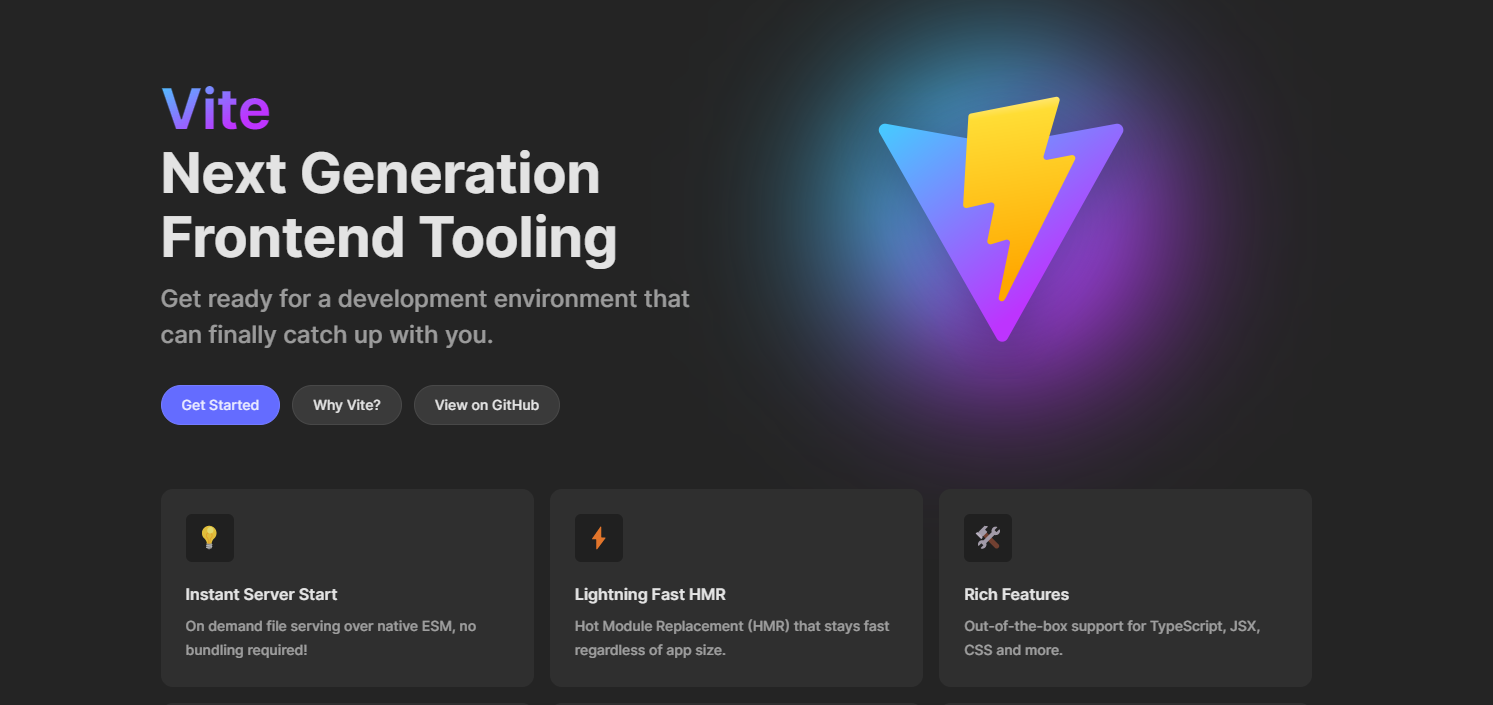 Vite
Next Generation
Frontend Tooling
Get ready for a development environment that
can finally catch up with you.
Get Started
Why Vite?
View on GitHub
Instant Server Start
On demand file serving over native ESM, no
bundling required!
Lightning Fast HMR
Hot Module Replacement (HMR) that stays fast
regardless of app size.
Rich Features
Out-of-the-box support for TypeScript, JSX,
CSS and more.